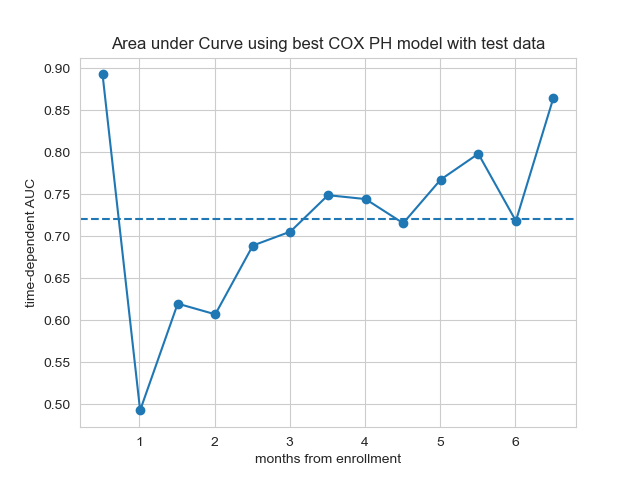 Area under Curve using best COX PH model with test data
time-dependent AUC
0.90
0.85
0.80
0.75
0.70
0.65
0.60
0.55
0.50
1 2 3 4 5 6
months from enrollment